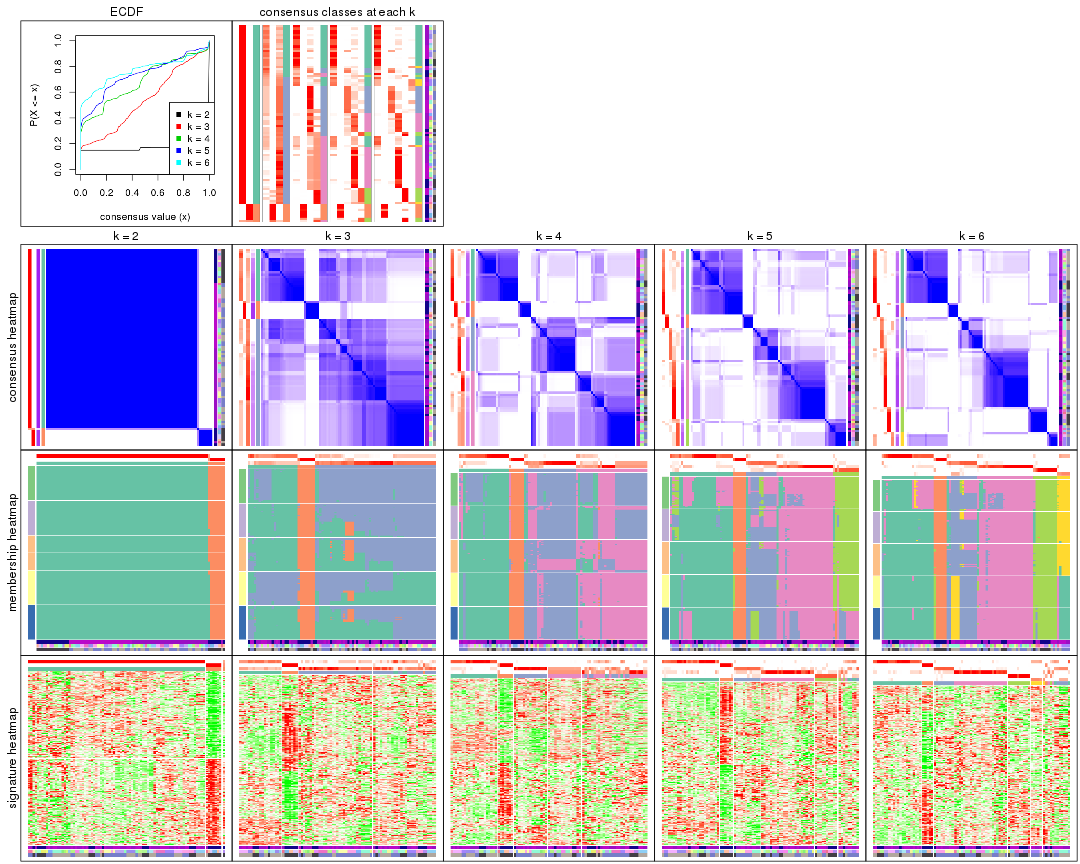 ECDF
consensus classes at each k
P(X <= x)
0.0 0.2 0.4 0.6 0.8 1.0
k = 2
k = 3
k = 4
k = 5
k = 6
0.0 0.2 0.4 0.6 0.8 1.0
consensus value (x)
k = 2 k = 3 k = 4 k = 5 k = 6
consensus heatmap
membership heatmap
signature heatmap